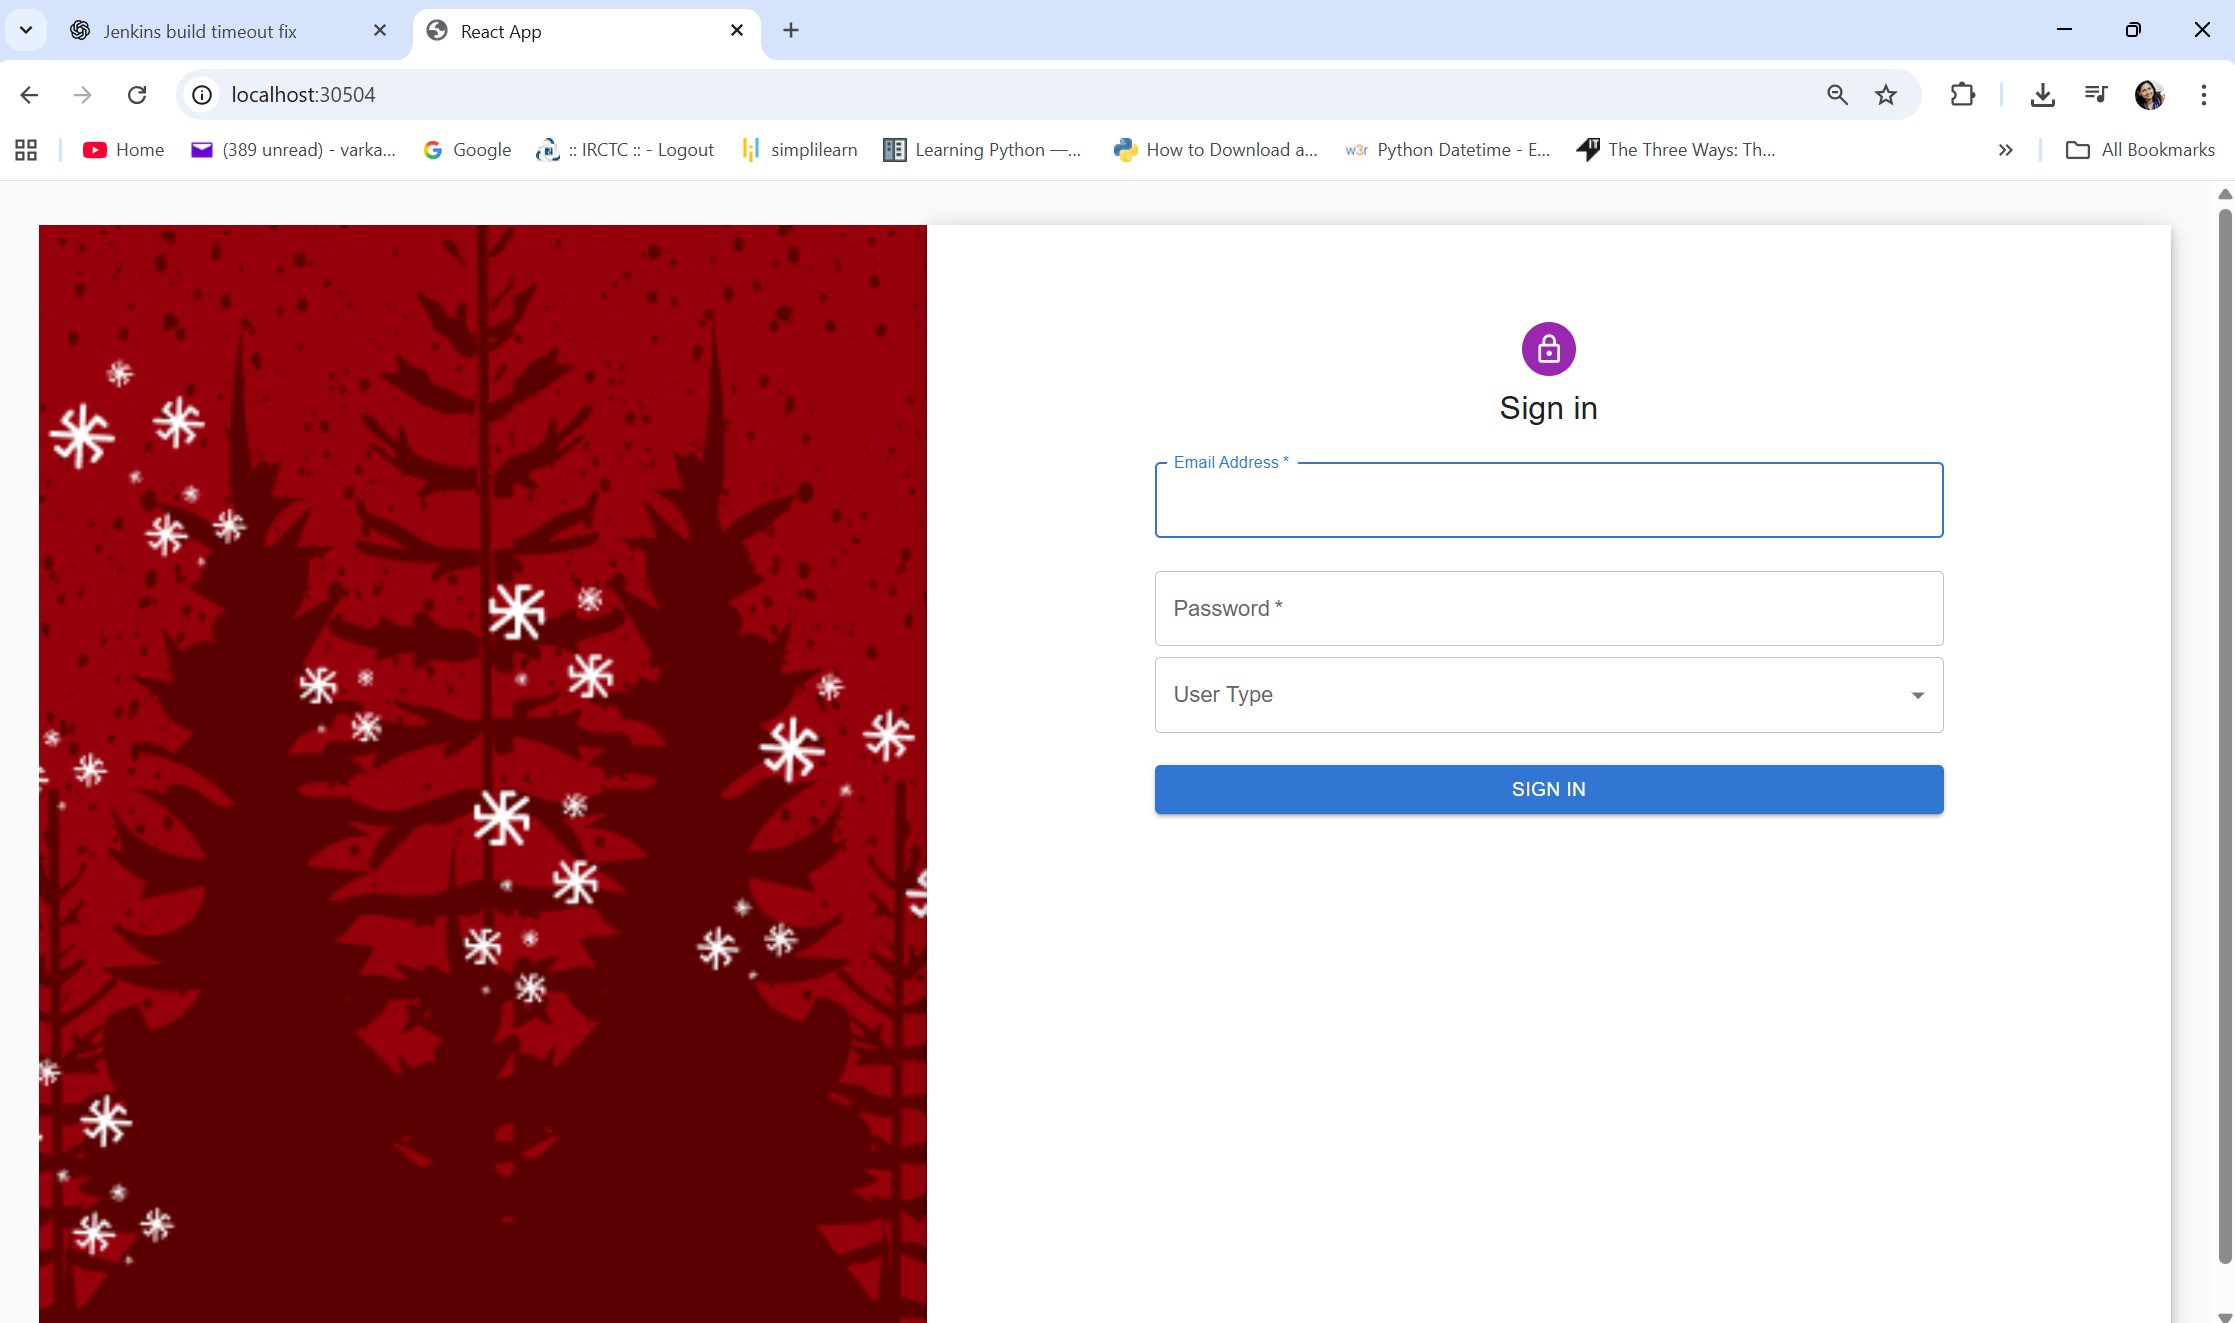 Jenkins build timeout fix
React App
localhost:30504
Home
(389 unread) - varka...
Google
:: IRCTC :: - Logout
simplilearn
Learning Python —...
How to Download a...
w3r
Python Datetime - E...
IT
The Three Ways: Th...
All Bookmarks
Sign in
Email Address *
Password *
User Type
SIGN IN